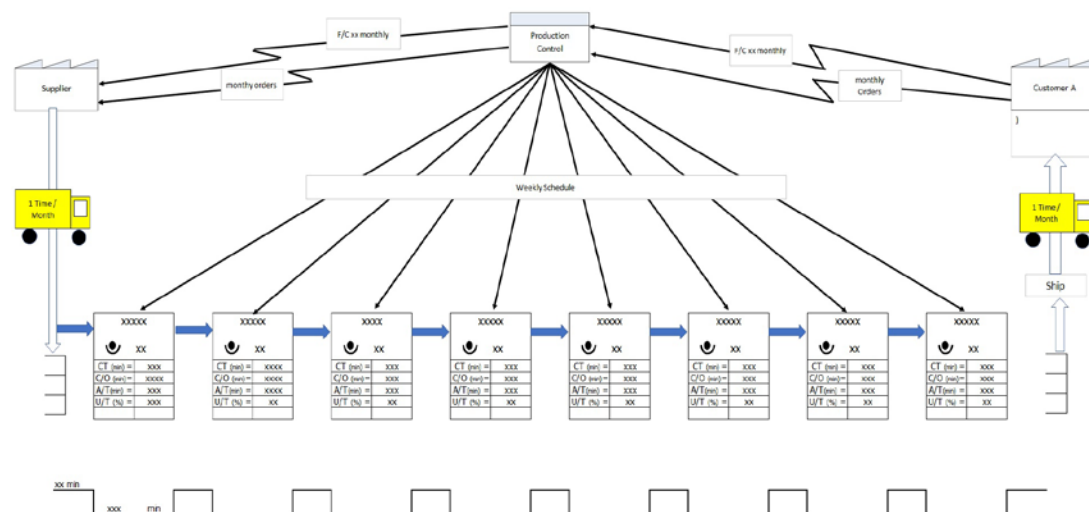 F/C xx monthly
Production
Control
F/C xx monthly
Supplier
monthy orders
monthly
Orders
Customer A
)
Weekly Schedule
1 Time /
Month
1 Time /
Month
Ship
xxxxx
xxxxx
xxxx
xxxxx
xxxxx
xxxxx
xxxxx
xxxxx
xx
xx
xx
xx
xx
xx
xx
xx
CT (min) = xxx
C/O (min)= xxxx
A/T(min) = xxx
U/T (%) = xx
CT (min) = xxxx
C/O (min)= xxxx
A/T(min) = xxxx
U/T (%) = xx
CT (min) = xxx
C/O (min)= xxx
A/T(min)= xxx
U/T (%) = xx
CT (min) = xxx
C/O (min)= xxx
A/T(min)= xxx
U/T (%) = xx
CT (min) = xxx
C/O (min)= xxx
A/T(min) = xxx
U/T (%) = xx
CT (min) = xxx
C/O (min)= xxx
A/T(min)= xxx
U/T (%) = xx
CT (min) = xxx
C/O (min)= xxx
A/T(min) = xxx
U/T (%) = xx
CT (min) = xxx
C/O (min)= xxx
A/T(min) = xxx
U/T (%) = xx
xx min
xxx min